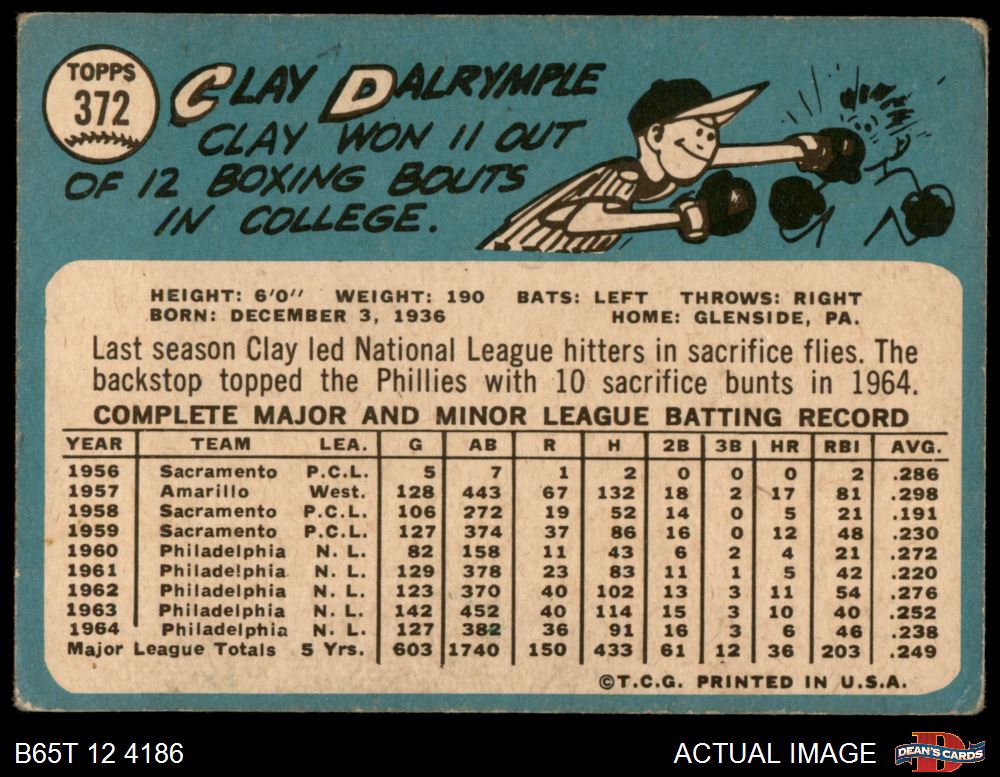 TOPPS
372
CLAY DALRYMPLE
CLAY WON 11 OUT
OF 12 BOXING BOUTS
IN COLLEGE.
HEIGHT: 6'0" WEIGHT: 190 BATS: LEFT THROWS: RIGHT
BORN: DECEMBER 3, 1936 HOME: GLENSIDE, PA.
Last season Clay led National League hitters in sacrifice flies. The
backstop topped the Phillies with 10 sacrifice bunts in 1964.
COMPLETE MAJOR AND MINOR LEAGUE BATTING RECORD
YEAR TEAM LEA. G AB R H 2B 3B HR RBI AVG.
1956 Sacramento P.C.L. 5 7 1 2 0 0 0 2 .286
1957 Amarillo West. 128 443 67 132 18 2 17 81 .298
1958 Sacramento P.C.L. 106 272 19 52 14 0 5 21 .191
1959 Sacramento P.C.L. 127 374 37 86 16 0 12 48 .230
1960 Philadelphia N. L. 82 158 11 43 6 2 4 21 .272
1961 Philadelphia N. L. 129 378 23 83 11 1 5 42 .220
1962 Philadelphia N. L. 123 370 40 102 13 3 11 54 .276
1963 Philadelphia N. L. 142 452 40 114 15 3 10 40 .252
1964 Philadelphia N. L. 127 382 36 91 16 3 6 46 .238
Major League Totals 5 Yrs. 603 1740 150 433 61 12 36 203 .249
©T.C.G. PRINTED IN U.S.A.
B65T 12 4186 ACTUAL IMAGE DEAN'S CARDS